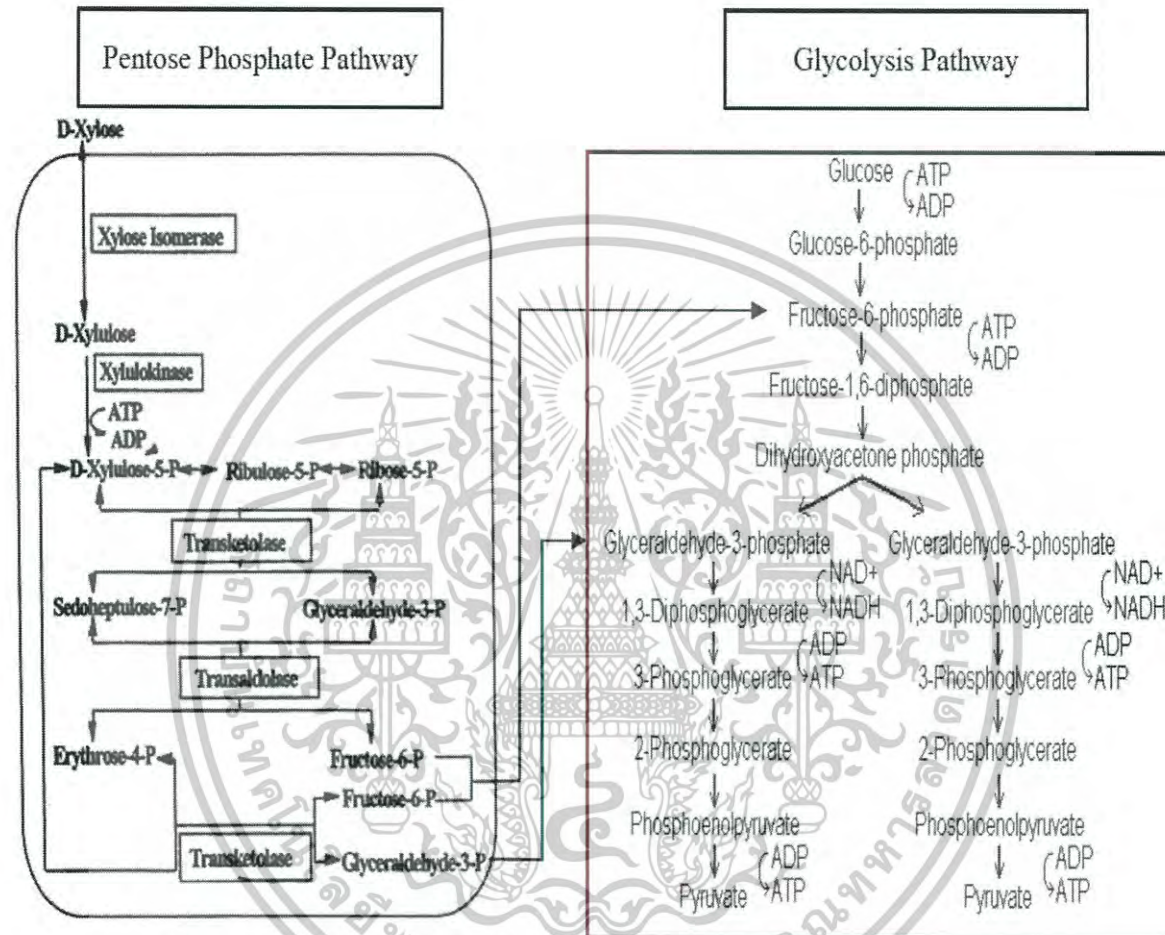 Pentose Phosphate Pathway
D-Xylose
Xylose Isomerase
D-Xylulose
Xylulokinase
ATP
ADP
D-Xylulose-5-P Ribulose-5-P Ribose-5-P
Transketolase
Sedoheptulose-7-P Glyceraldehyde-3-P
Transaldolase
Erythrose-4-P Fructose-6-P
Fructose-6-P
Transketolase Glyceraldehyde-3-P
Glycolysis Pathway
Glucose ATP
ADP
Glucose-6-phosphate
Fructose-6-phosphate ATP
ADP
Fructose-1,6-diphosphate
Dihydroxyacetone phosphate
Glyceraldehyde-3-phosphate Glyceraldehyde-3-phosphate
NAD+ NAD+
NADH NADH
1,3-Diphosphoglycerate 1,3-Diphosphoglycerate
ADP ADP
ATP ATP
3-Phosphoglycerate 3-Phosphoglycerate
2-Phosphoglycerate 2-Phosphoglycerate
Phosphoenolpyruvate Phosphoenolpyruvate
ADP ADP
ATP ATP
Pyruvate Pyruvate